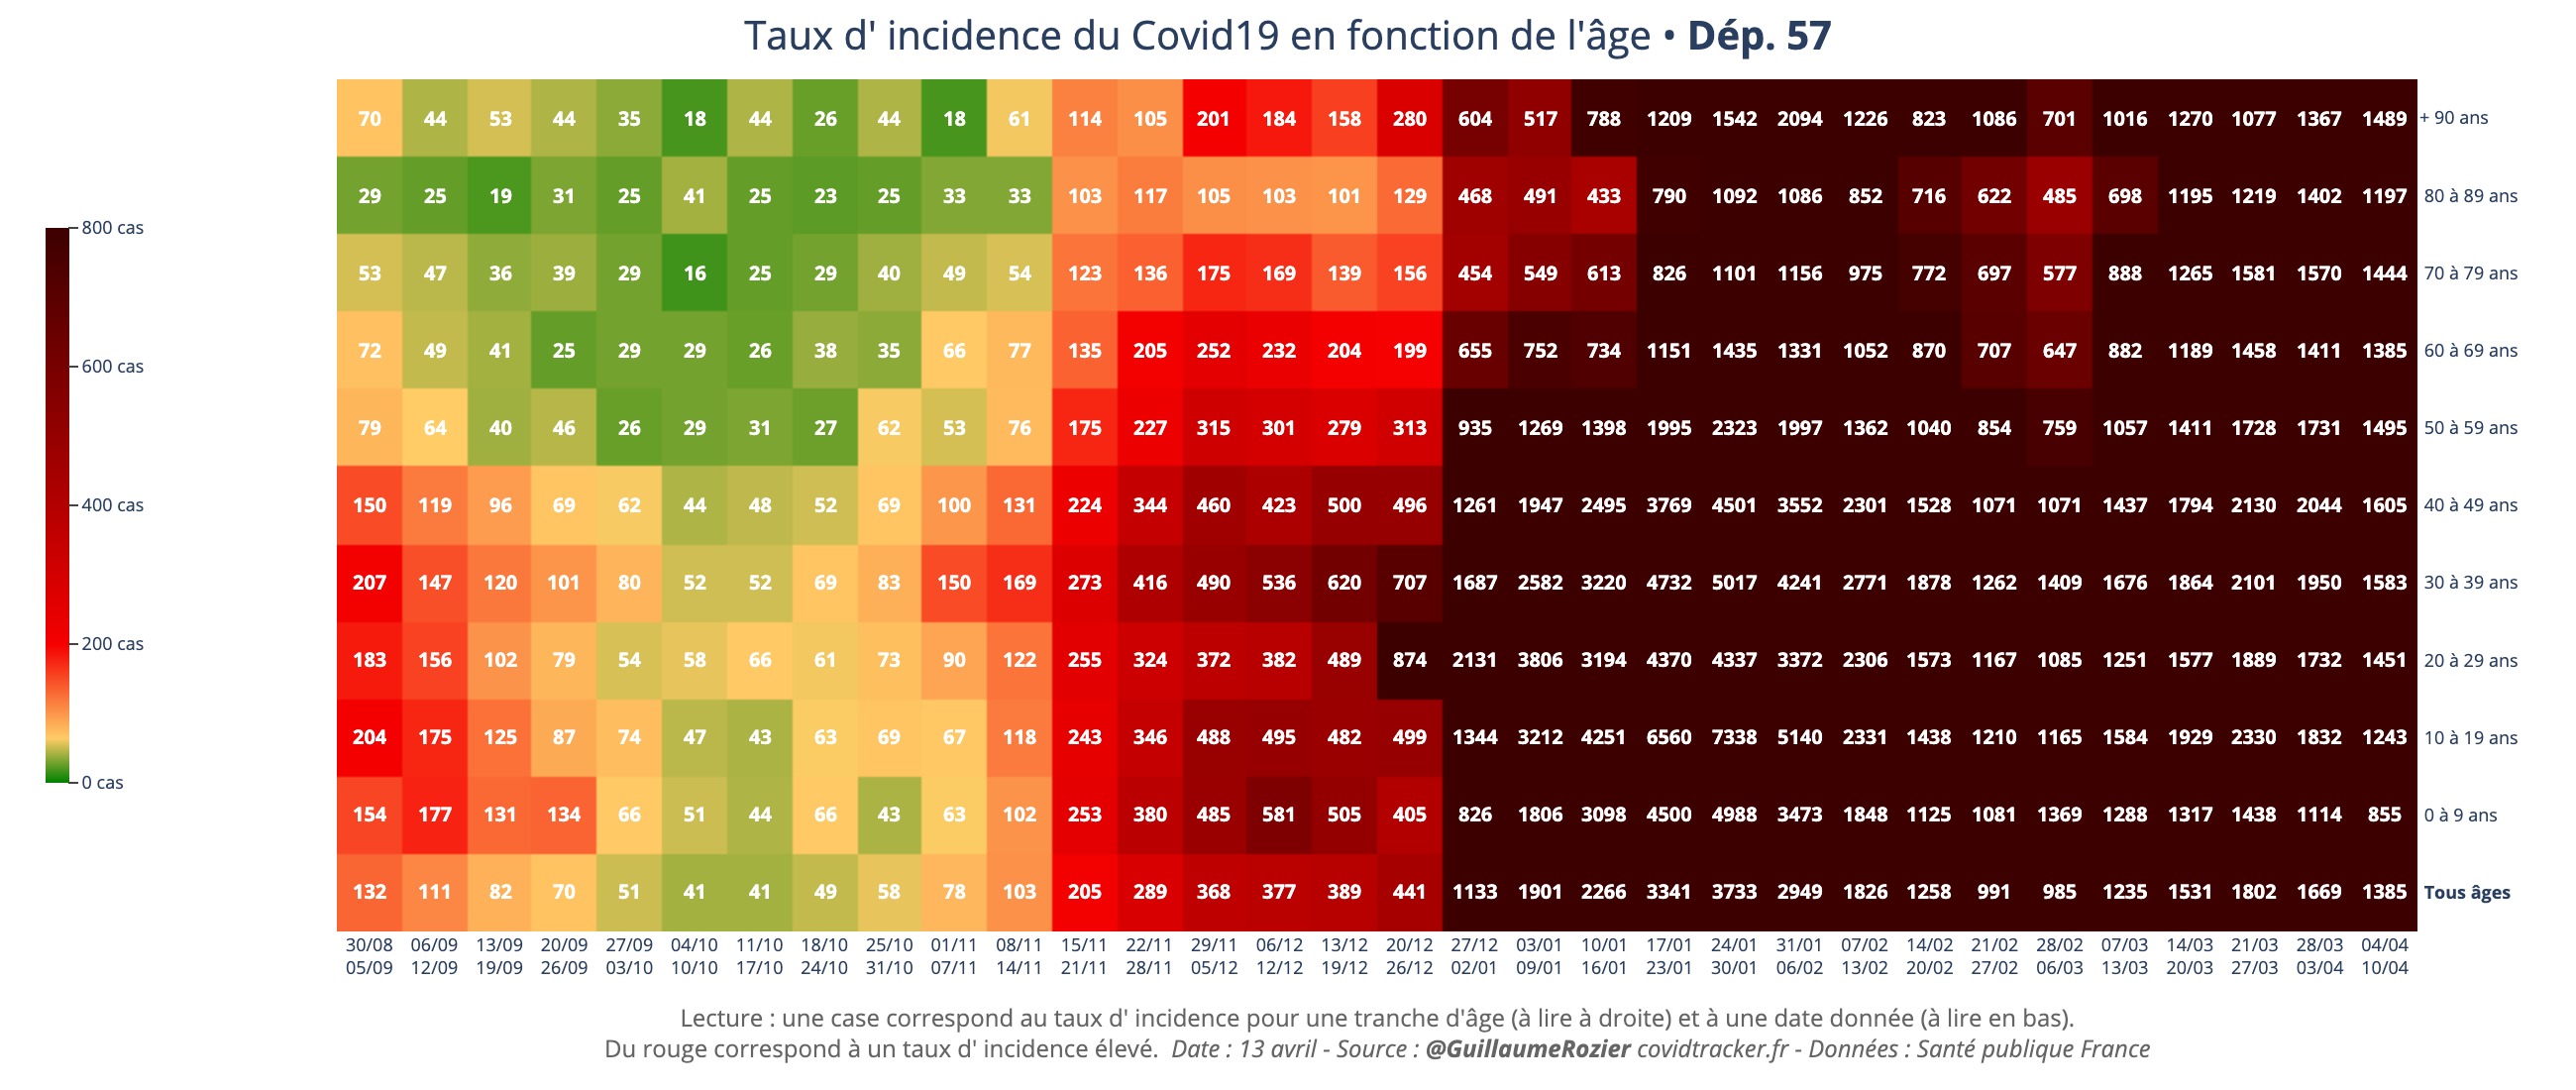 Taux d' incidence du Covid19 en fonction de l'âge • Dép. 57
800 cas
600 cas
400 cas
200 cas
0 cas
70 44 53 44 35 18 44 26 44 18 61 114 105 201 184 158 280 604 517 788 1209 1542 2094 1226 823 1086 701 1016 1270 1077 1367 1489 + 90 ans
29 25 19 31 25 41 25 23 25 33 33 103 117 105 103 101 129 468 491 433 790 1092 1086 852 716 622 485 698 1195 1219 1402 1197 80 à 89 ans
53 47 36 39 29 16 25 29 40 49 54 123 136 175 169 139 156 454 549 613 826 1101 1156 975 772 697 577 888 1265 1581 1570 1444 70 à 79 ans
72 49 41 25 29 29 26 38 35 66 77 135 205 252 232 204 199 655 752 734 1151 1435 1331 1052 870 707 647 882 1189 1458 1411 1385 60 à 69 ans
79 64 40 46 26 29 31 27 62 53 76 175 227 315 301 279 313 935 1269 1398 1995 2323 1997 1362 1040 854 759 1057 1411 1728 1731 1495 50 à 59 ans
150 119 96 69 62 44 48 52 69 100 131 224 344 460 423 500 496 1261 1947 2495 3769 4501 3552 2301 1528 1071 1071 1437 1794 2130 2044 1605 40 à 49 ans
207 147 120 101 80 52 52 69 83 150 169 273 416 490 536 620 707 1687 2582 3220 4732 5017 4241 2771 1878 1262 1409 1676 1864 2101 1950 1583 30 à 39 ans
183 156 102 79 54 58 66 61 73 90 122 255 324 372 382 489 874 2131 3806 3194 4370 4337 3372 2306 1573 1167 1085 1251 1577 1889 1732 1451 20 à 29 ans
204 175 125 87 74 47 43 63 69 67 118 243 346 488 495 482 499 1344 3212 4251 6560 7338 5140 2331 1438 1210 1165 1584 1929 2330 1832 1243 10 à 19 ans
154 177 131 134 66 51 44 66 43 63 102 253 380 485 581 505 405 826 1806 3098 4500 4988 3473 1848 1125 1081 1369 1288 1317 1438 1114 855 0 à 9 ans
132 111 82 70 51 41 41 49 58 78 103 205 289 368 377 389 441 1133 1901 2266 3341 3733 2949 1826 1258 991 985 1235 1531 1802 1669 1385 Tous âges
30/08 06/09 13/09 20/09 27/09 04/10 11/10 18/10 25/10 01/11 08/11 15/11 22/11 29/11 06/12 13/12 20/12 27/12 03/01 10/01 17/01 24/01 31/01 07/02 14/02 21/02 28/02 07/03 14/03 21/03 28/03 04/04
05/09 12/09 19/09 26/09 03/10 10/10 17/10 24/10 31/10 07/11 14/11 21/11 28/11 05/12 12/12 19/12 26/12 02/01 09/01 16/01 23/01 30/01 06/02 13/02 20/02 27/02 06/03 13/03 20/03 27/03 03/04 10/04
Lecture : une case correspond au taux d' incidence pour une tranche d'âge (à lire à droite) et à une date donnée (à lire en bas).
Du rouge correspond à un taux d' incidence élevé. Date : 13 avril - Source : @GuillaumeRozier covidtracker.fr - Données : Santé publique France